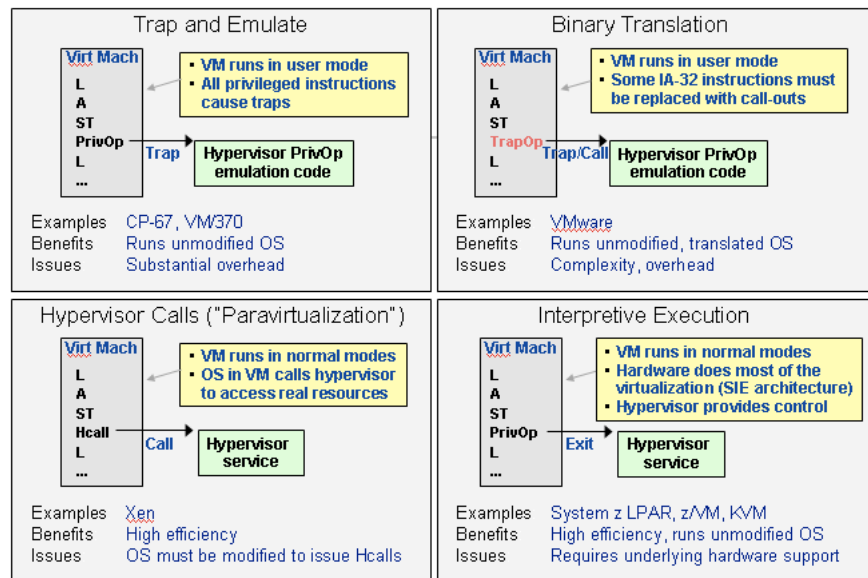 Trap and Emulate
Virt Mach
L
A
ST
PrivOp
L
...
▪ VM runs in user mode
▪ All privileged instructions
cause traps
Trap
Hypervisor PrivOp
emulation code
Examples CP-67, VM/370
Benefits Runs unmodified OS
Issues Substantial overhead
Binary Translation
Virt Mach
L
A
ST
TrapOp
L
...
▪ VM runs in user mode
▪ Some IA-32 instructions must
be replaced with call-outs
Trap/Call
Hypervisor PrivOp
emulation code
Examples VMware
Benefits Runs unmodified, translated OS
Issues Complexity, overhead
Hypervisor Calls ("Paravirtualization")
Virt Mach
L
A
ST
Hcall
L
...
▪ VM runs in normal modes
▪ OS in VM calls hypervisor
to access real resources
Call
Hypervisor
service
Examples Xen
Benefits High efficiency
Issues OS must be modified to issue Hcalls
Interpretive Execution
Virt Mach
L
A
ST
PrivOp
L
...
▪ VM runs in normal modes
▪ Hardware does most of the
virtualization (SIE architecture)
▪ Hypervisor provides control
Exit
Hypervisor
service
Examples System z LPAR, z/VM, KVM
Benefits High efficiency, runs unmodified OS
Issues Requires underlying hardware support